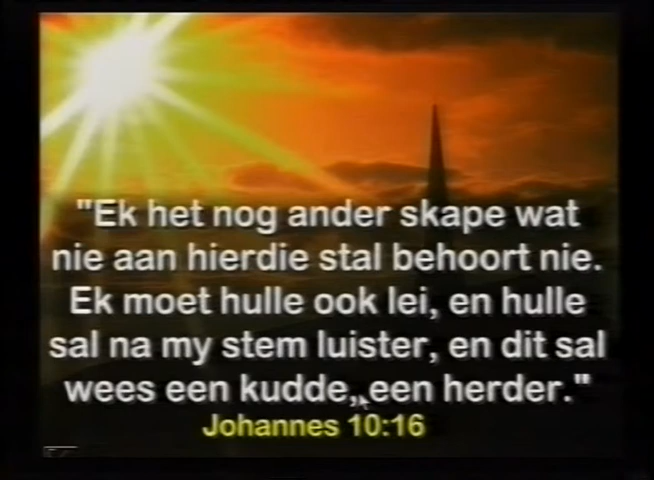 "Ek het nog ander skape wat
nie aan hierdie stal behoort nie.
Ek moet hulle ook lei, en hulle
sal na my stem luister, en dit sal
wees een kudde, een herder."
Johannes 10:16